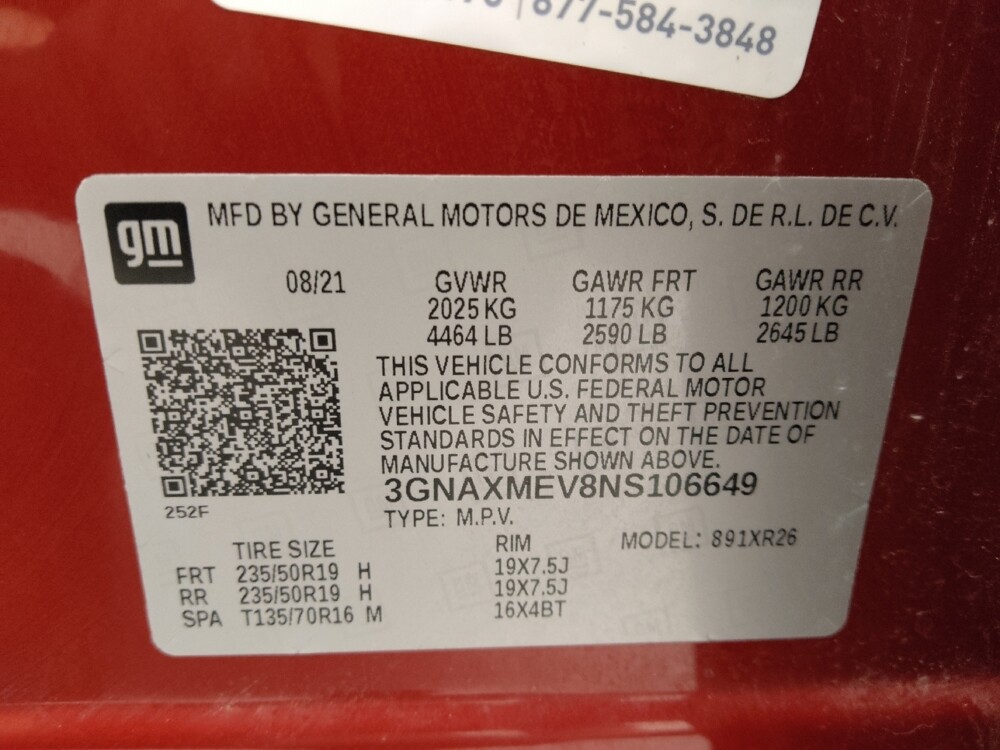 877-584-3848
gm
MFD BY GENERAL MOTORS DE MEXICO, S. DE R.L. DE C.V.
08/21 GVWR GAWR FRT GAWR RR
2025 KG 1175 KG 1200 KG
4464 LB 2590 LB 2645 LB
THIS VEHICLE CONFORMS TO ALL
APPLICABLE U.S. FEDERAL MOTOR
VEHICLE SAFETY AND THEFT PREVENTION
STANDARDS IN EFFECT ON THE DATE OF
MANUFACTURE SHOWN ABOVE.
3GNAXMEV8NS106649
252F
TYPE: M.P.V.
TIRE SIZE RIM MODEL: 891XR26
FRT 235/50R19 H 19X7.5J
RR 235/50R19 H 19X7.5J
SPA T135/70R16 M 16X4BT